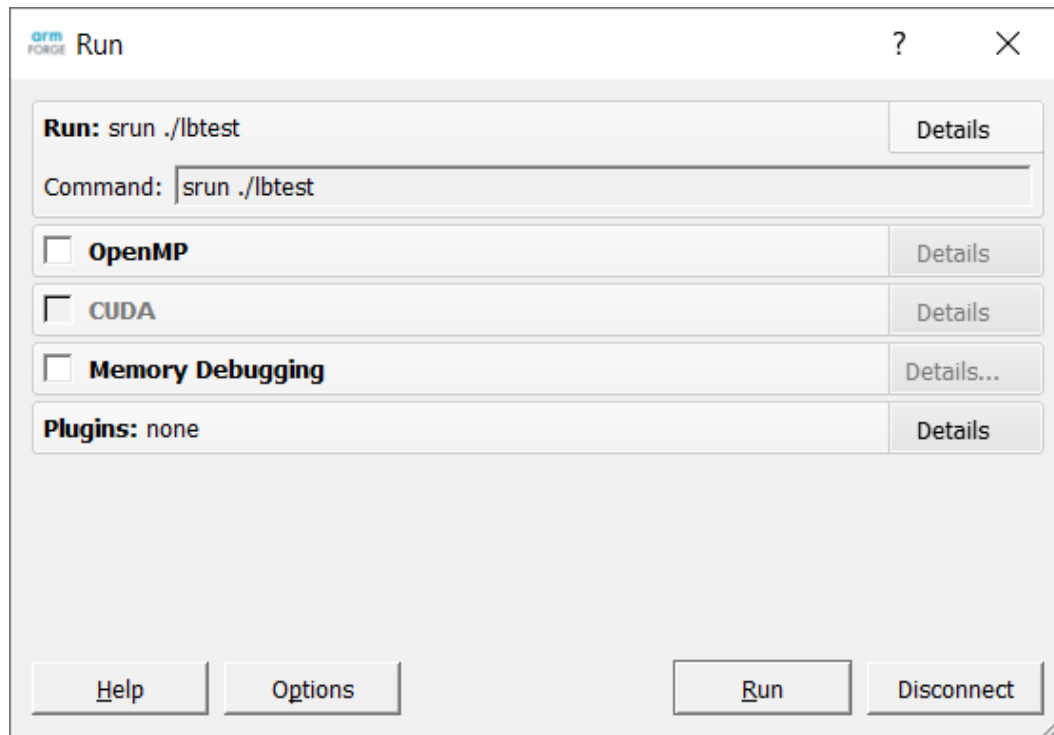 arm
FORGE
Run
?
Run: srun ./lbtest
Details
Command: srun ./lbtest
OpenMP
Details
CUDA
Details
Memory Debugging
Details...
Plugins: none
Details
Help
Options
Run
Disconnect